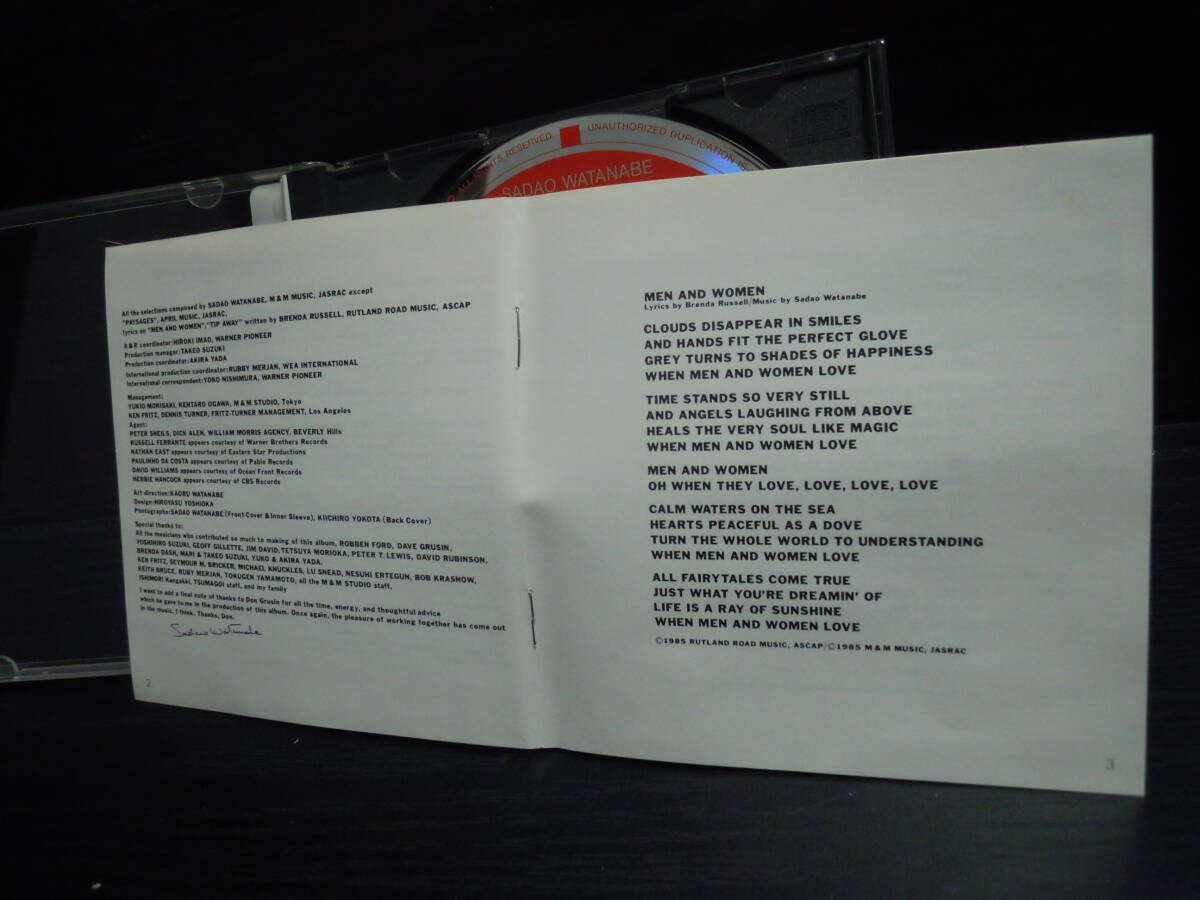 ALL RIGHTS RESERVED
UNAUTHORIZED DUPLICATION IS
SADAO WATANABE
All the selections composed by SADAO WATANABE, M&M MUSIC, JASRAC except
"PAYSAGES", APRIL MUSIC, JASRAC,
lyrics on "MEN AND WOMEN", "TIP AWAY" written by BRENDA RUSSELL, RUTLAND ROAD MUSIC, ASCAP
A&R coordinator:HIROKI IMAO, WARNER PIONEER
Production manager:TAKEO SUZUKI
Production coordinator:AKIRA YADA
International production coordinator:RUBBY MERJAN, WEA INTERNATIONAL
International correspondent:YOKO NISHIMURA, WARNER PIONEER
Management:
YUKIO MORISAKI, KENTARO OGAWA, M&M STUDIO, Tokyo
KEN FRITZ, DENNIS TURNER, FRITZ-TURNER MANAGEMENT, Los Angeles
Agent:
PETER SHEILS, DICK ALEN, WILLIAM MORRIS AGENCY, BEVERLY Hills
RUSSELL FERRANTE appears courtesy of Warner Brothers Records
NATHAN EAST appears courtesy of Eastern Star Productions
PAULINHO DA COSTA appears courtesy of Pablo Records
DAVID WILLIAMS appears courtesy of Ocean Front Records
HERBIE HANCOCK appears courtesy of CBS Records
Art direction:KAORU WATANABE
Design:HIROYASU YOSHIOKA
Photographs:SADAO WATANABE (Front Cover & Inner Sleeve), KIICHIRO YOKOTA (Back Cover)
Special thanks to:
All the musicians who contributed so much to making of this album, ROBBEN FORD, DAVE GRUSIN,
YOSHIHIRO SUZUKI, GEOFF GILLETTE, JIM DAVID, TETSUYA MORIOKA, PETER T. LEWIS, DAVID RUBINSON,
BRENDA DASH, MARI & TAKEO SUZUKI, YUKO & AKIRA YADA,
KEN FRITZ, SEYMOUR M. BRICKER, MICHAEL KNUCKLES, LU SNEAD, NESUHI ERTEGUN, BOB KRASNOW,
KEITH BRUCE, RUBY MERJAN, TOKUGEN YAMAMOTO, all the M&M STUDIO staff,
ISHIMORI Kangakki, TSUMAGOI staff, and my family
I want to add a final note of thanks to Don Grusin for all the time, energy, and thoughtful advice
which he gave to me in the production of this album. Once again, the pleasure of working together has come out
in the music, I think. Thanks, Don.
Sadao Watanabe
2
MEN AND WOMEN
Lyrics by Brenda Russell/Music by Sadao Watanabe
CLOUDS DISAPPEAR IN SMILES
AND HANDS FIT THE PERFECT GLOVE
GREY TURNS TO SHADES OF HAPPINESS
WHEN MEN AND WOMEN LOVE
TIME STANDS SO VERY STILL
AND ANGELS LAUGHING FROM ABOVE
HEALS THE VERY SOUL LIKE MAGIC
WHEN MEN AND WOMEN LOVE
MEN AND WOMEN
OH WHEN THEY LOVE, LOVE, LOVE, LOVE
CALM WATERS ON THE SEA
HEARTS PEACEFUL AS A DOVE
TURN THE WHOLE WORLD TO UNDERSTANDING
WHEN MEN AND WOMEN LOVE
ALL FAIRYTALES COME TRUE
JUST WHAT YOU'RE DREAMIN' OF
LIFE IS A RAY OF SUNSHINE
WHEN MEN AND WOMEN LOVE
©1985 RUTLAND ROAD MUSIC, ASCAP/©1985 M&M MUSIC, JASRAC
3